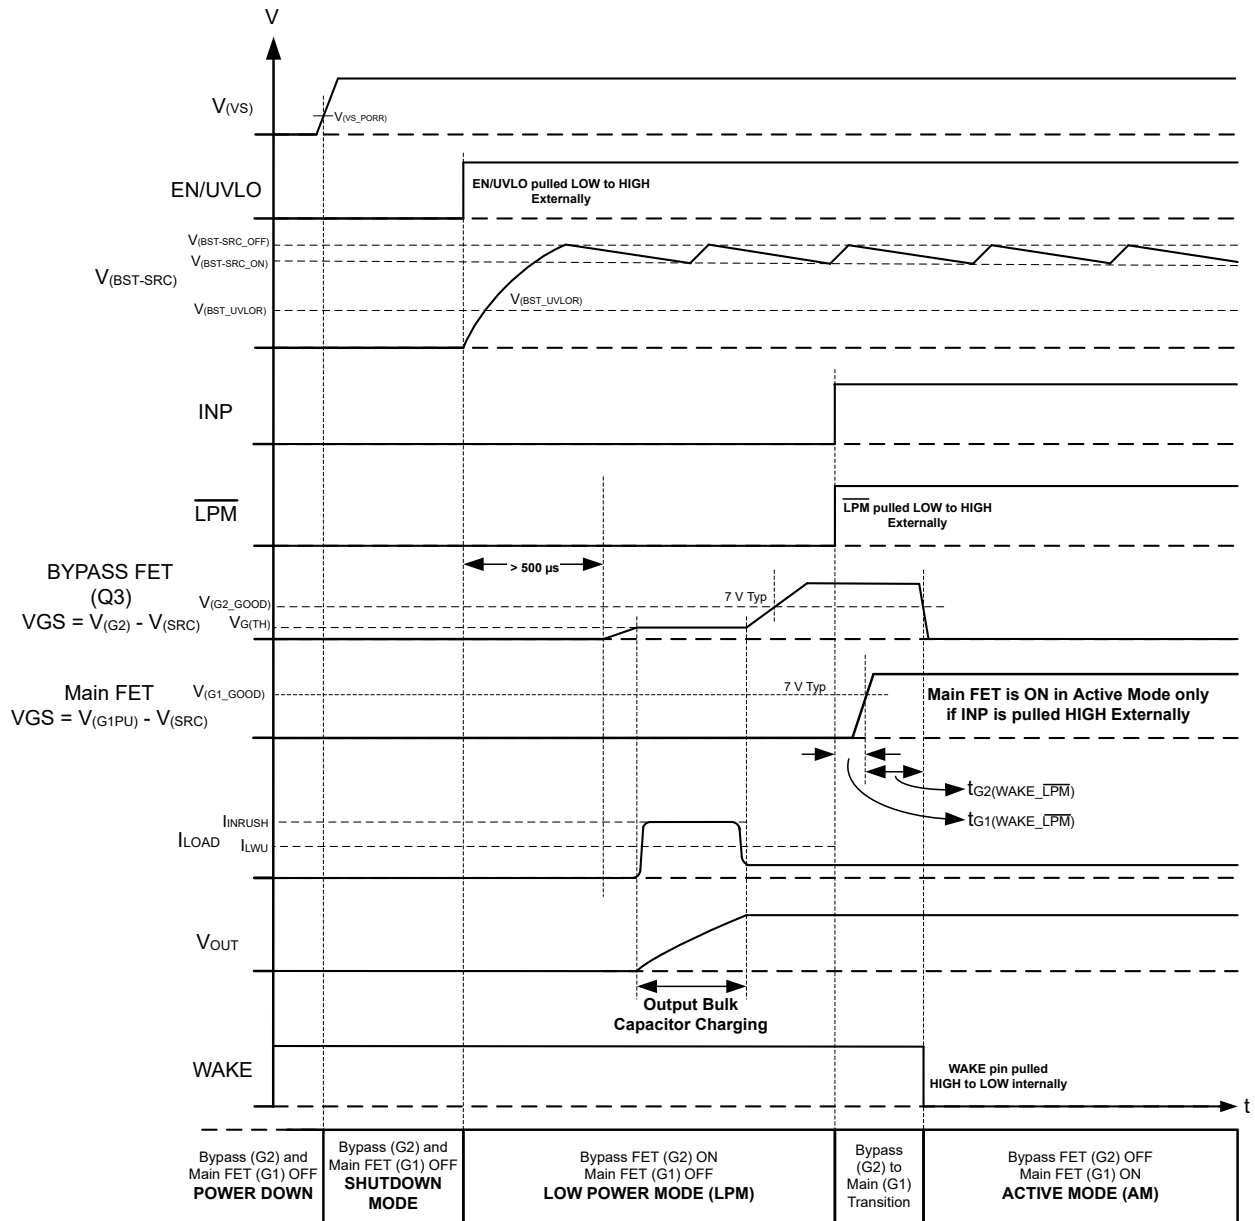 V
V(VS)
V(VS_PORR)
EN/UVLO
EN/UVLO pulled LOW to HIGH
Externally
V(BST-SRC_OFF)
V(BST-SRC_ON)
V(BST-SRC)
V(BST_UVLOR)
V(BST_UVLOR)
INP
LPM
LPM pulled LOW to HIGH
Externally
> 500 µs
BYPASS FET
(Q3)
VGS = V(G2) - V(SRC)
V(G2_GOOD)
VG(TH)
7 V Typ
Main FET
VGS = V(G1PU) - V(SRC)
V(G1_GOOD)
7 V Typ
Main FET is ON in Active Mode only
if INP is pulled HIGH Externally
tG2(WAKE_LPM)
tG1(WAKE_LPM)
IINRUSH
ILOAD
ILWU
VOUT
Output Bulk
Capacitor Charging
WAKE
WAKE pin pulled
HIGH to LOW internally
t
Bypass (G2) and
Main FET (G1) OFF
POWER DOWN
Bypass (G2) and
Main FET (G1) OFF
SHUTDOWN
MODE
Bypass FET (G2) ON
Main FET (G1) OFF
LOW POWER MODE (LPM)
Bypass
(G2) to
Main (G1)
Transition
Bypass FET (G2) OFF
Main FET (G1) ON
ACTIVE MODE (AM)